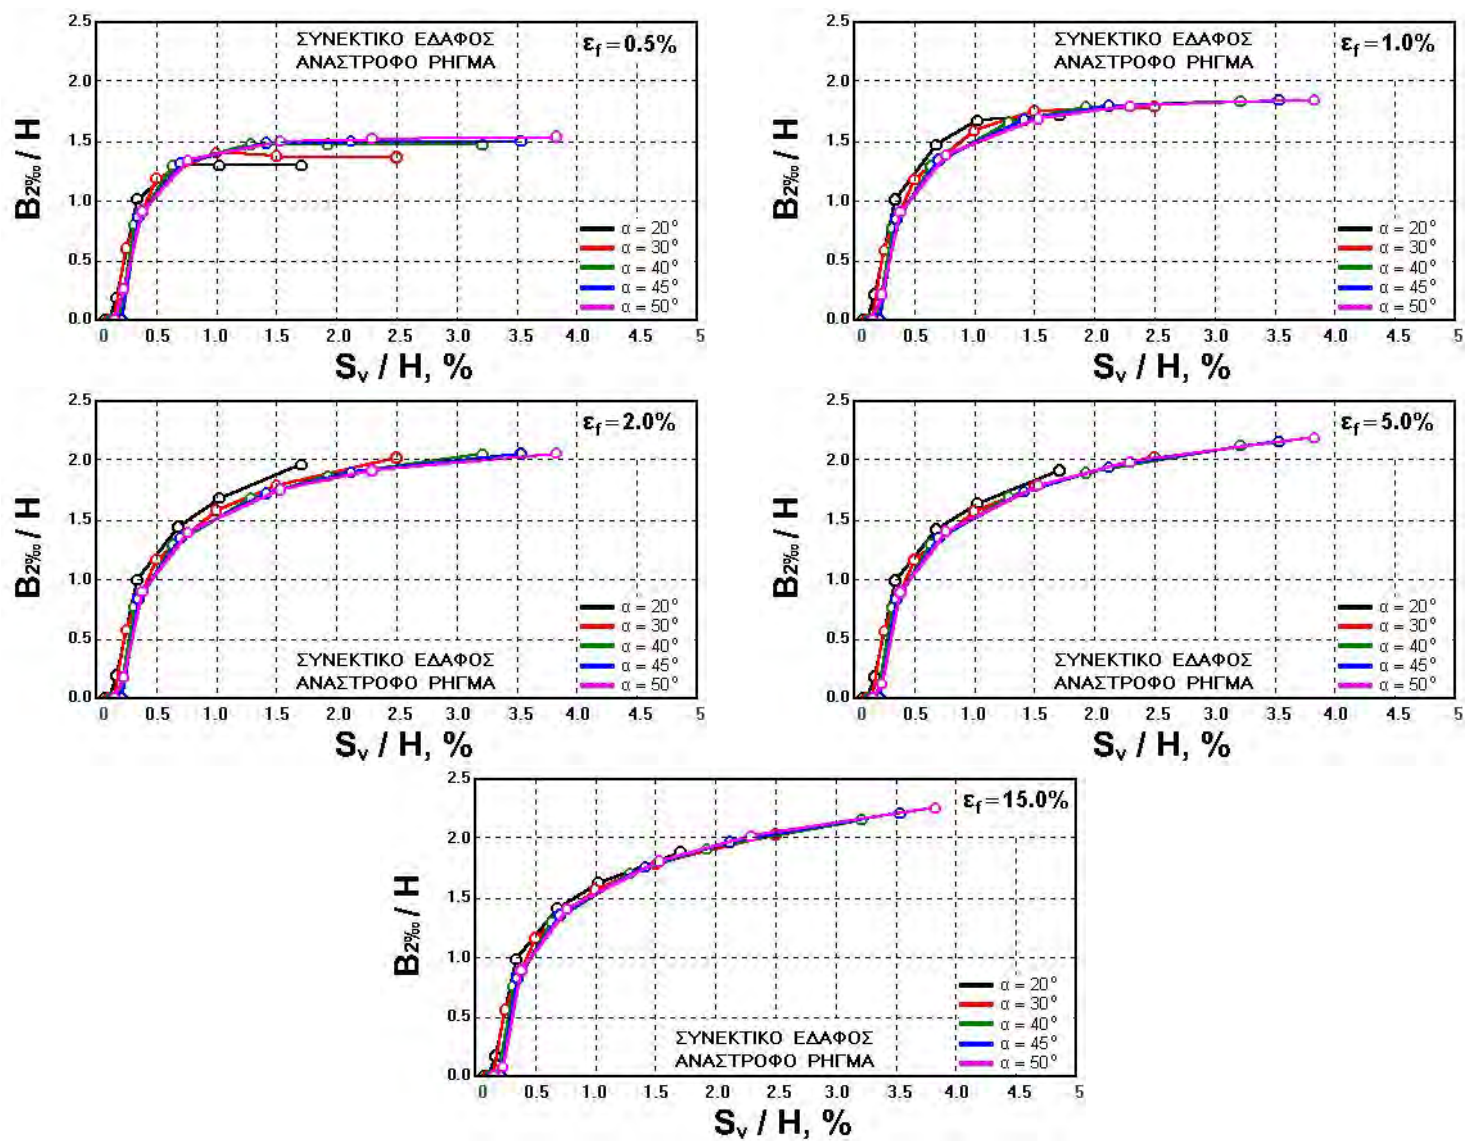 2.5
2.0
1.5
1.0
0.5
0.0
B2‰ / H
ΣΥΝΕΚΤΙΚΟ ΕΔΑΦΟΣ
ΑΝΑΣΤΡΟΦΟ ΡΗΓΜΑ
εf = 0.5%
α = 20°
α = 30°
α = 40°
α = 45°
α = 50°
0 0.5 1.0 1.5 2.0 2.5 3.0 3.5 4.0 5
Sv / H, %
2.5
2.0
1.5
1.0
0.5
0.0
B2‰ / H
ΣΥΝΕΚΤΙΚΟ ΕΔΑΦΟΣ
ΑΝΑΣΤΡΟΦΟ ΡΗΓΜΑ
εf = 1.0%
α = 20°
α = 30°
α = 40°
α = 45°
α = 50°
0 0.5 1.0 1.5 2.0 2.5 3.0 3.5 4.0 5
Sv / H, %
2.5
2.0
1.5
1.0
0.5
0.0
B2‰ / H
εf = 2.0%
α = 20°
α = 30°
α = 40°
α = 45°
α = 50°
ΣΥΝΕΚΤΙΚΟ ΕΔΑΦΟΣ
ΑΝΑΣΤΡΟΦΟ ΡΗΓΜΑ
0 0.5 1.0 1.5 2.0 2.5 3.0 3.5 4.0 5
Sv / H, %
2.5
2.0
1.5
1.0
0.5
0.0
B2‰ / H
εf = 5.0%
α = 20°
α = 30°
α = 40°
α = 45°
α = 50°
ΣΥΝΕΚΤΙΚΟ ΕΔΑΦΟΣ
ΑΝΑΣΤΡΟΦΟ ΡΗΓΜΑ
0 0.5 1.0 1.5 2.0 2.5 3.0 3.5 4.0 5
Sv / H, %
2.5
2.0
1.5
1.0
0.5
0.0
B2‰ / H
εf = 15.0%
α = 20°
α = 30°
α = 40°
α = 45°
α = 50°
ΣΥΝΕΚΤΙΚΟ ΕΔΑΦΟΣ
ΑΝΑΣΤΡΟΦΟ ΡΗΓΜΑ
0 0.5 1.0 1.5 2.0 2.5 3.0 3.5 4.0 5
Sv / H, %